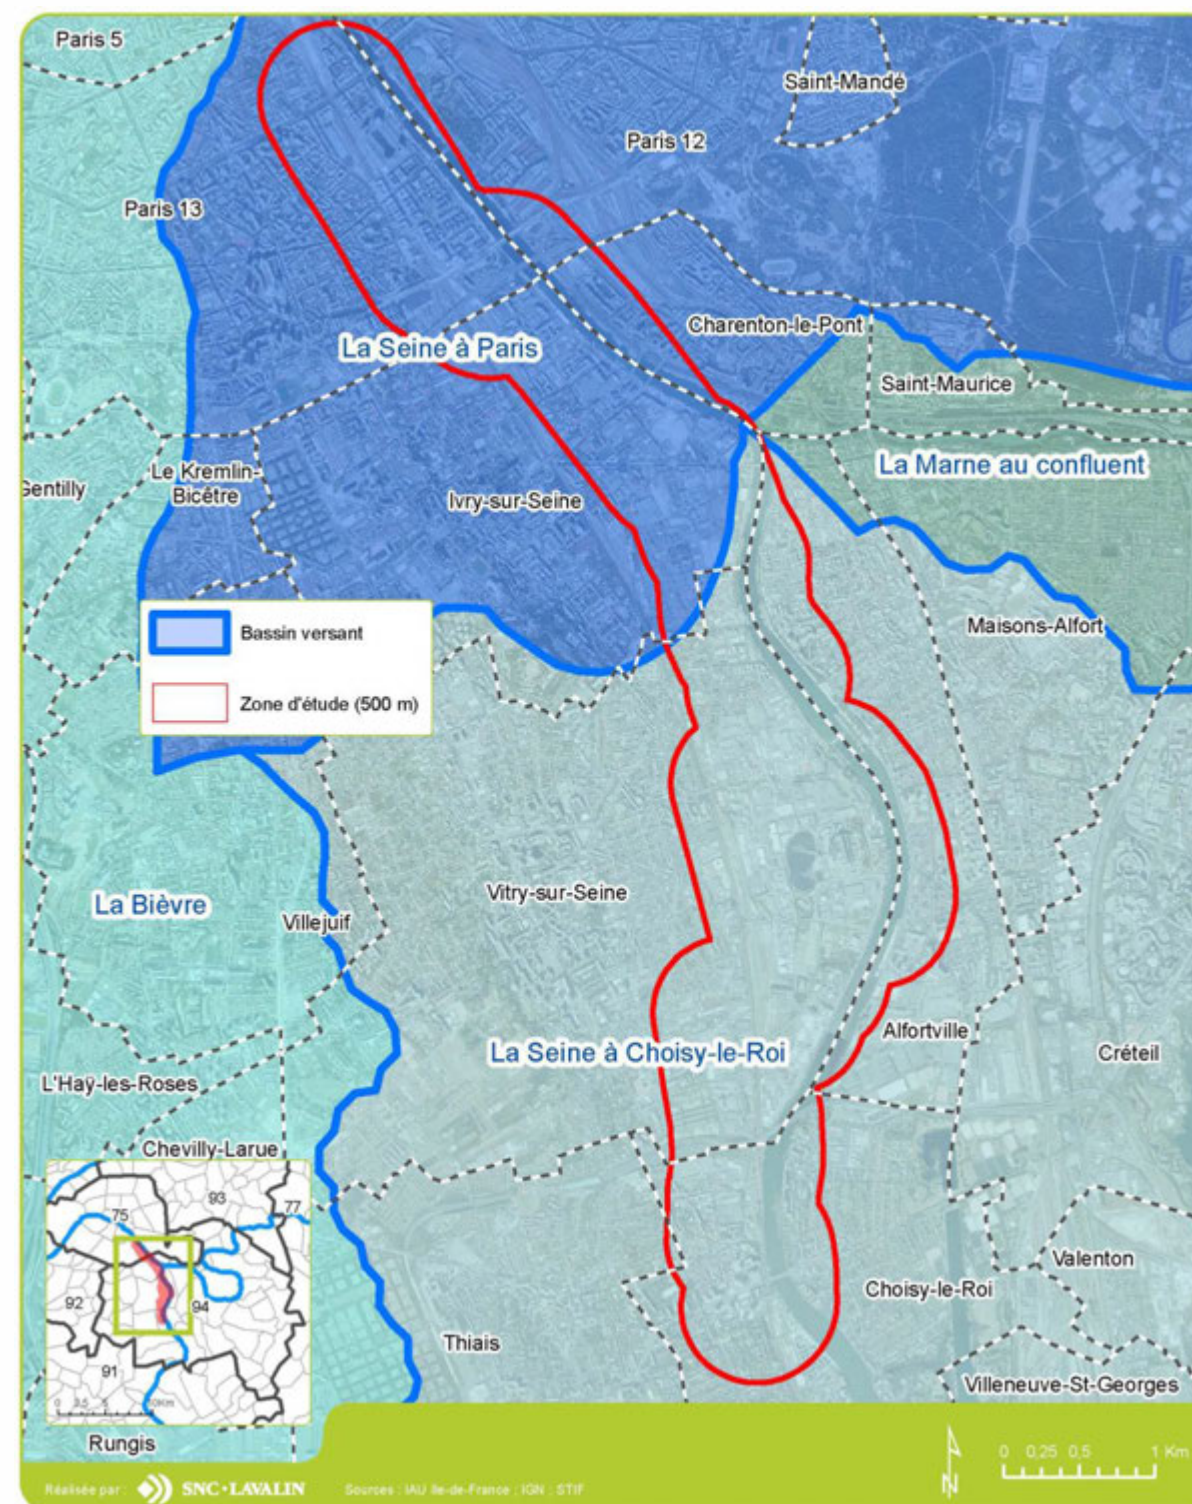 Paris 5
Saint-Mandé
Paris 12
Paris 13
La Seine à Paris
Charenton-le-Pont
Saint-Maurice
La Marne au confluent
Le Kremlin-
Bicêtre
Gentilly
Ivry-sur-Seine
Bassin versant
Zone d'étude (500 m)
Maisons-Alfort
La Bièvre
Villejuif
Vitry-sur-Seine
La Seine à Choisy-le-Roi
Alfortville
Créteil
L'Haÿ-les-Roses
Chevilly-Larue
93
77
75
92
94
91
Valenton
Choisy-le-Roi
Thiais
Villeneuve-St-Georges
Rungis
Réalisée par : SNC • LAVALIN Sources : IAU Ile-de-France ; IGN ; STIF
N
0 0,25 0,5 1 Km